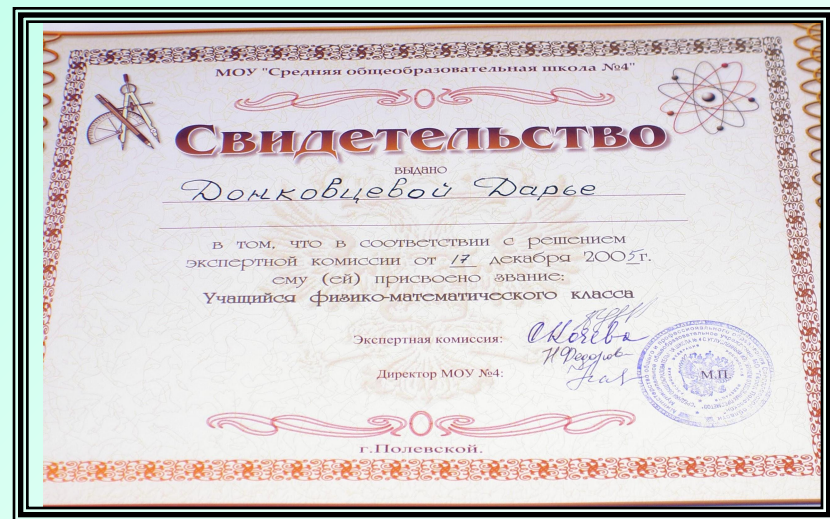 МОУ "Средняя общеобразовательная школа №4"
Свидетельство
выдано
Донковцевой Дарье
в том, что в соответствии с решением
экспертной комиссии от 17 декабря 2005г.
ему (ей) присвоено звание:
Учащийся физико-математического класса
Экспертная комиссия:
Директор МОУ №4:
М.П.
г.Полевской.